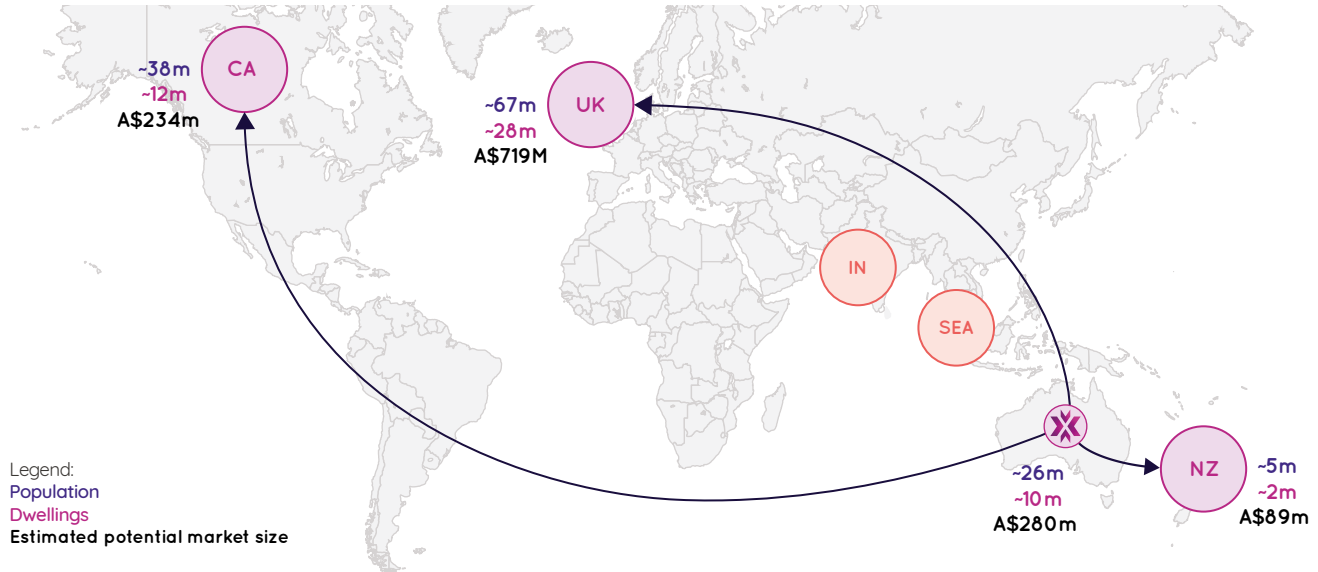 CA
~38m
~12m
A$234m
UK
~67m
~28m
A$719M
IN
SEA
~26m
~10m
A$280m
NZ
~5m
~2m
A$89m
Legend:
Population
Dwellings
Estimated potential market size